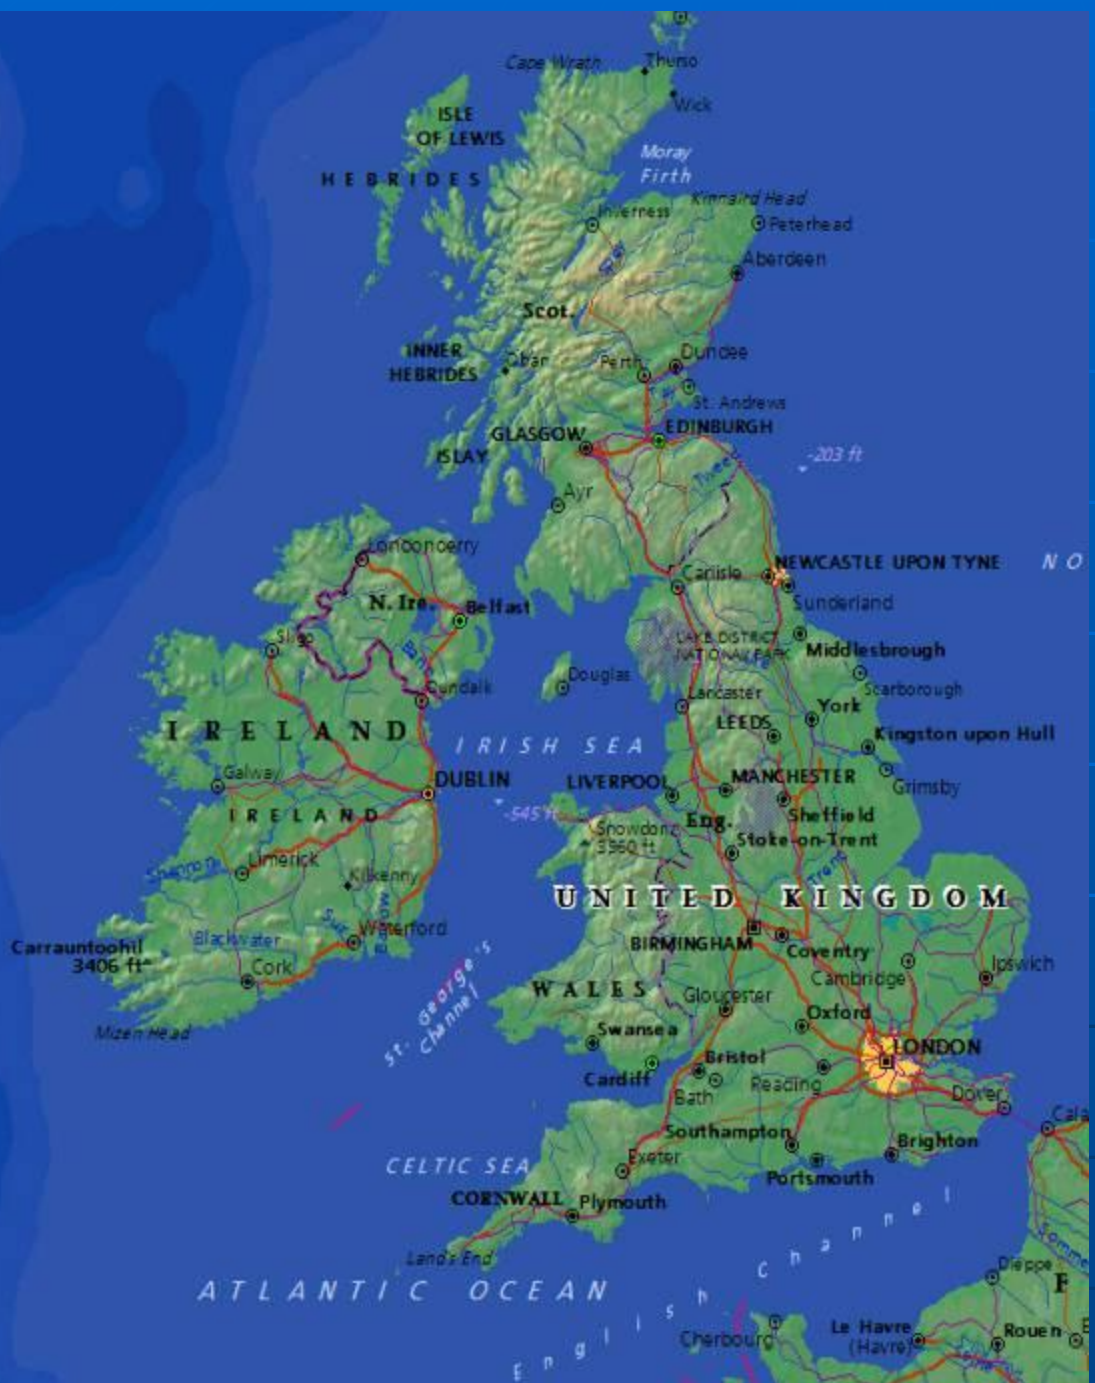 Cape Wrath
Thurso
Wick
ISLE
OF LEWIS
HEBRIDES
Moray
Firth
Kinnaird Head
Inverness
Peterhead
Aberdeen
Scot.
INNER
HEBRIDES
Oban
Perth
Dundee
St. Andrews
GLASGOW
EDINBURGH
ISLAY
-203 ft
Tweed
Ayr
Londonderry
Carlisle
NEWCASTLE UPON TYNE
NO
N. Ire.
Belfast
Sunderland
Sligo
LAKE DISTRICT
NATIONAL PARK
Middlesbrough
Douglas
Dundalk
Scarborough
Lancaster
York
IRELAND
LEEDS
Kingston upon Hull
IRISH SEA
Galway
DUBLIN
LIVERPOOL
MANCHESTER
Grimsby
IRELAND
-545 ft
Eng.
Sheffield
Snowdon
3560 ft
Stoke-on-Trent
Shannon
Limerick
Kilkenny
Trent
UNITED KINGDOM
Suir
Barrow
Waterford
Blackwater
Carrauntoohil
3406 ft
BIRMINGHAM
Coventry
Cork
Cambridge
Ipswich
St. George's
Channel
WALES
Gloucester
Mizen Head
Oxford
Swansea
LONDON
Bristol
Cardiff
Reading
Bath
Dover
Cala
Southampton
Brighton
CELTIC SEA
Exeter
Portsmouth
CORNWALL
Plymouth
Land's End
English Channel
Somme
Dieppe
ATLANTIC OCEAN
F
Cherbourg
Le Havre
(Havre)
Rouen